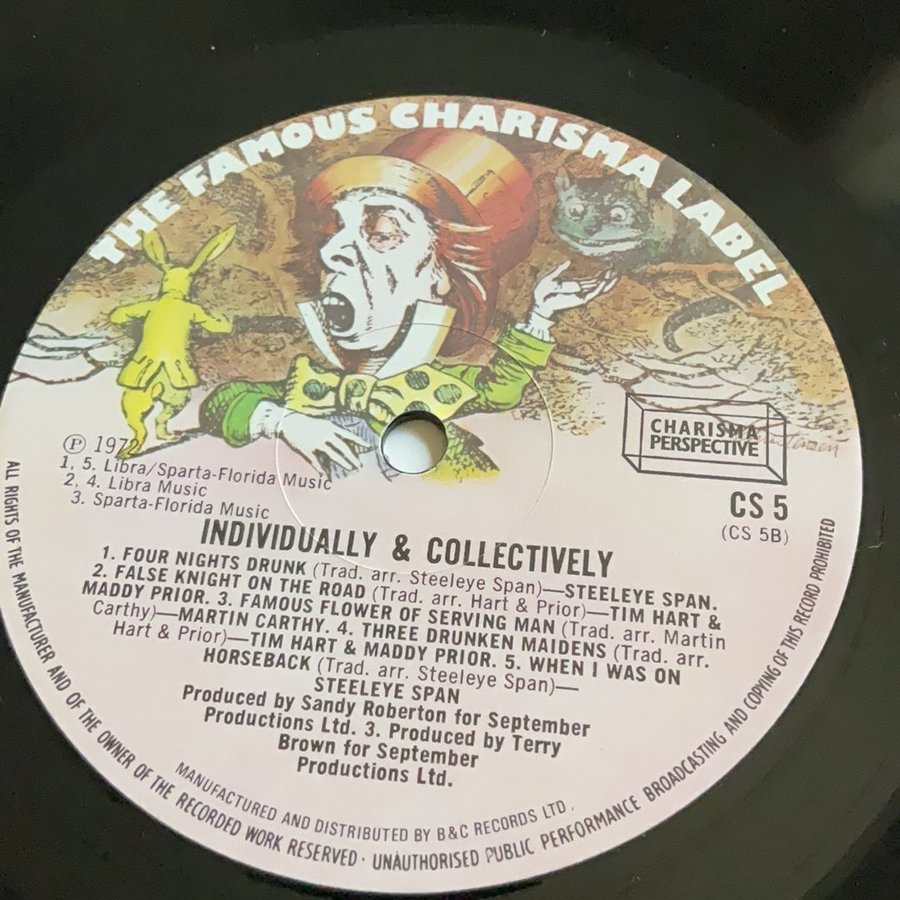 THE FAMOUS CHARISMA LABEL
CHARISMA
PERSPECTIVE
CS 5
(CS 5B)
Ⓟ 1972
1, 5. Libra/Sparta-Florida Music
2, 4. Libra Music
3. Sparta-Florida Music
INDIVIDUALLY & COLLECTIVELY
1. FOUR NIGHTS DRUNK (Trad. arr. Steeleye Span)—STEELEYE SPAN.
2. FALSE KNIGHT ON THE ROAD (Trad. arr. Hart & Prior)—TIM HART &
MADDY PRIOR. 3. FAMOUS FLOWER OF SERVING MAN (Trad. arr. Martin
Carthy)—MARTIN CARTHY. 4. THREE DRUNKEN MAIDENS (Trad. arr.
Hart & Prior)—TIM HART & MADDY PRIOR. 5. WHEN I WAS ON
HORSEBACK (Trad. arr. Steeleye Span)—
STEELEYE SPAN
Produced by Sandy Roberton for September
Productions Ltd. 3. Produced by Terry
Brown for September
Productions Ltd.
MANUFACTURED AND DISTRIBUTED BY B&C RECORDS LTD.
ALL RIGHTS OF THE MANUFACTURER AND OF THE OWNER OF THE RECORDED WORK RESERVED · UNAUTHORISED PUBLIC PERFORMANCE BROADCASTING AND COPYING OF THIS RECORD PROHIBITED